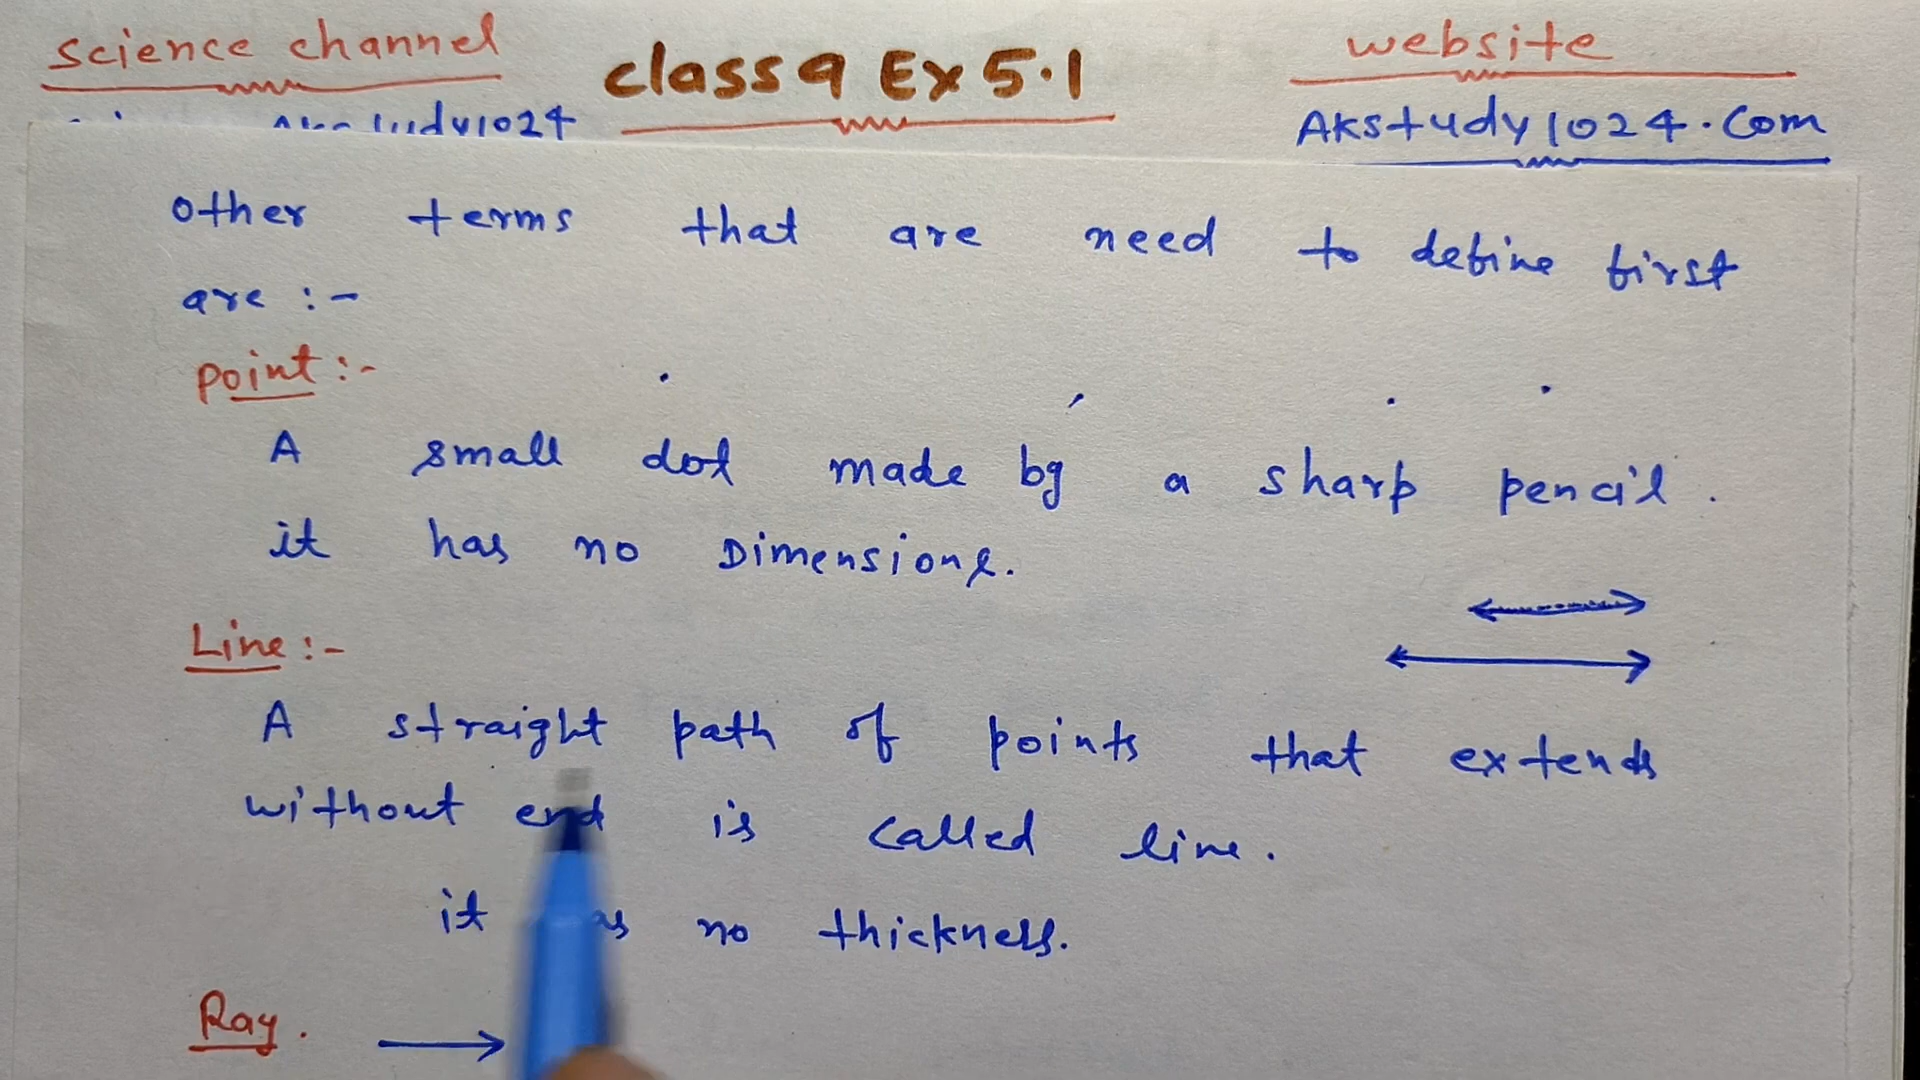 science channel
class 9 Ex 5.1
website
Akstudy1024.com
other terms that are need to define first
are :-
point :-
A small dot made by a sharp pencil.
it has no Dimensions.
Line :-
A straight path of points that extends
without end is called line.
it no thickness.
Ray.